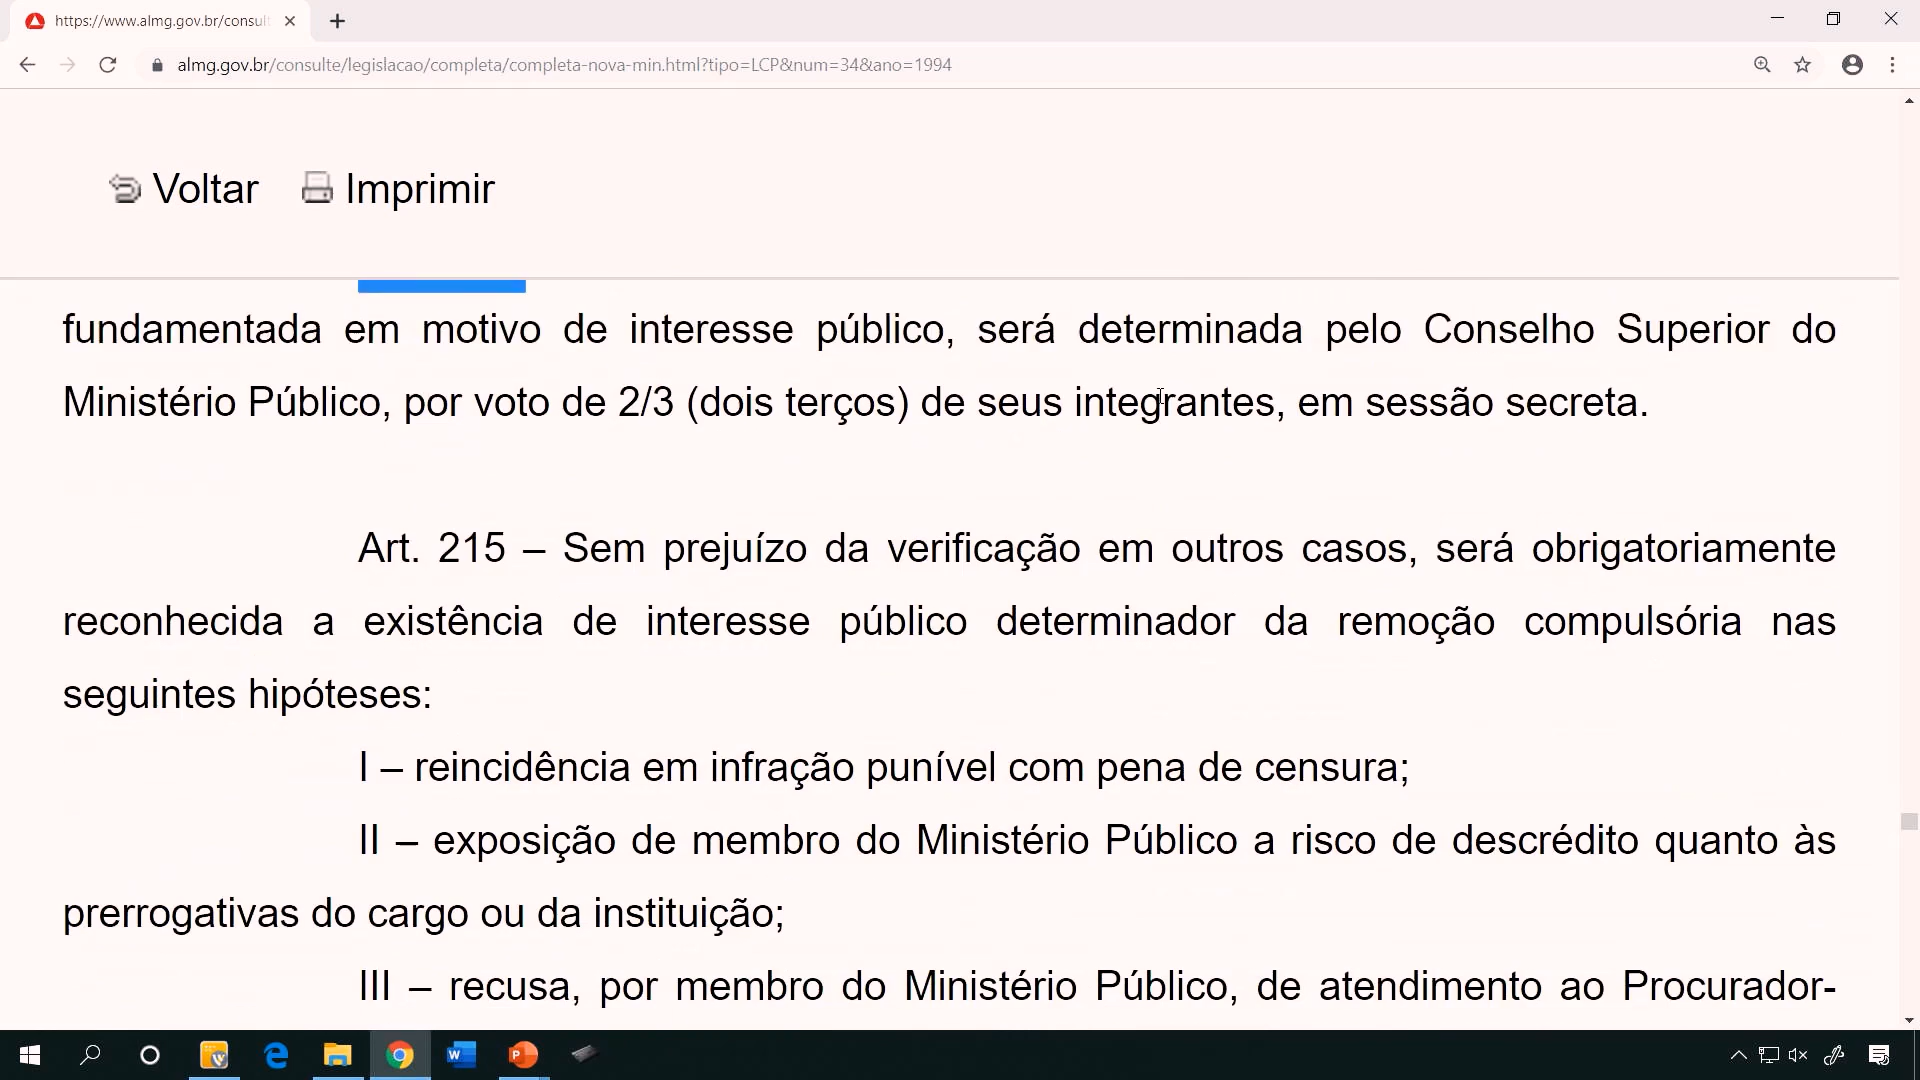 https://www.almg.gov.br/consult
almg.gov.br/consulte/legislacao/completa/completa-nova-min.html?tipo=LCP&num=34&ano=1994
Voltar Imprimir
fundamentada em motivo de interesse público, será determinada pelo Conselho Superior do
Ministério Público, por voto de 2/3 (dois terços) de seus integrantes, em sessão secreta.
Art. 215 – Sem prejuízo da verificação em outros casos, será obrigatoriamente
reconhecida a existência de interesse público determinador da remoção compulsória nas
seguintes hipóteses:
I – reincidência em infração punível com pena de censura;
II – exposição de membro do Ministério Público a risco de descrédito quanto às
prerrogativas do cargo ou da instituição;
III – recusa, por membro do Ministério Público, de atendimento ao Procurador-